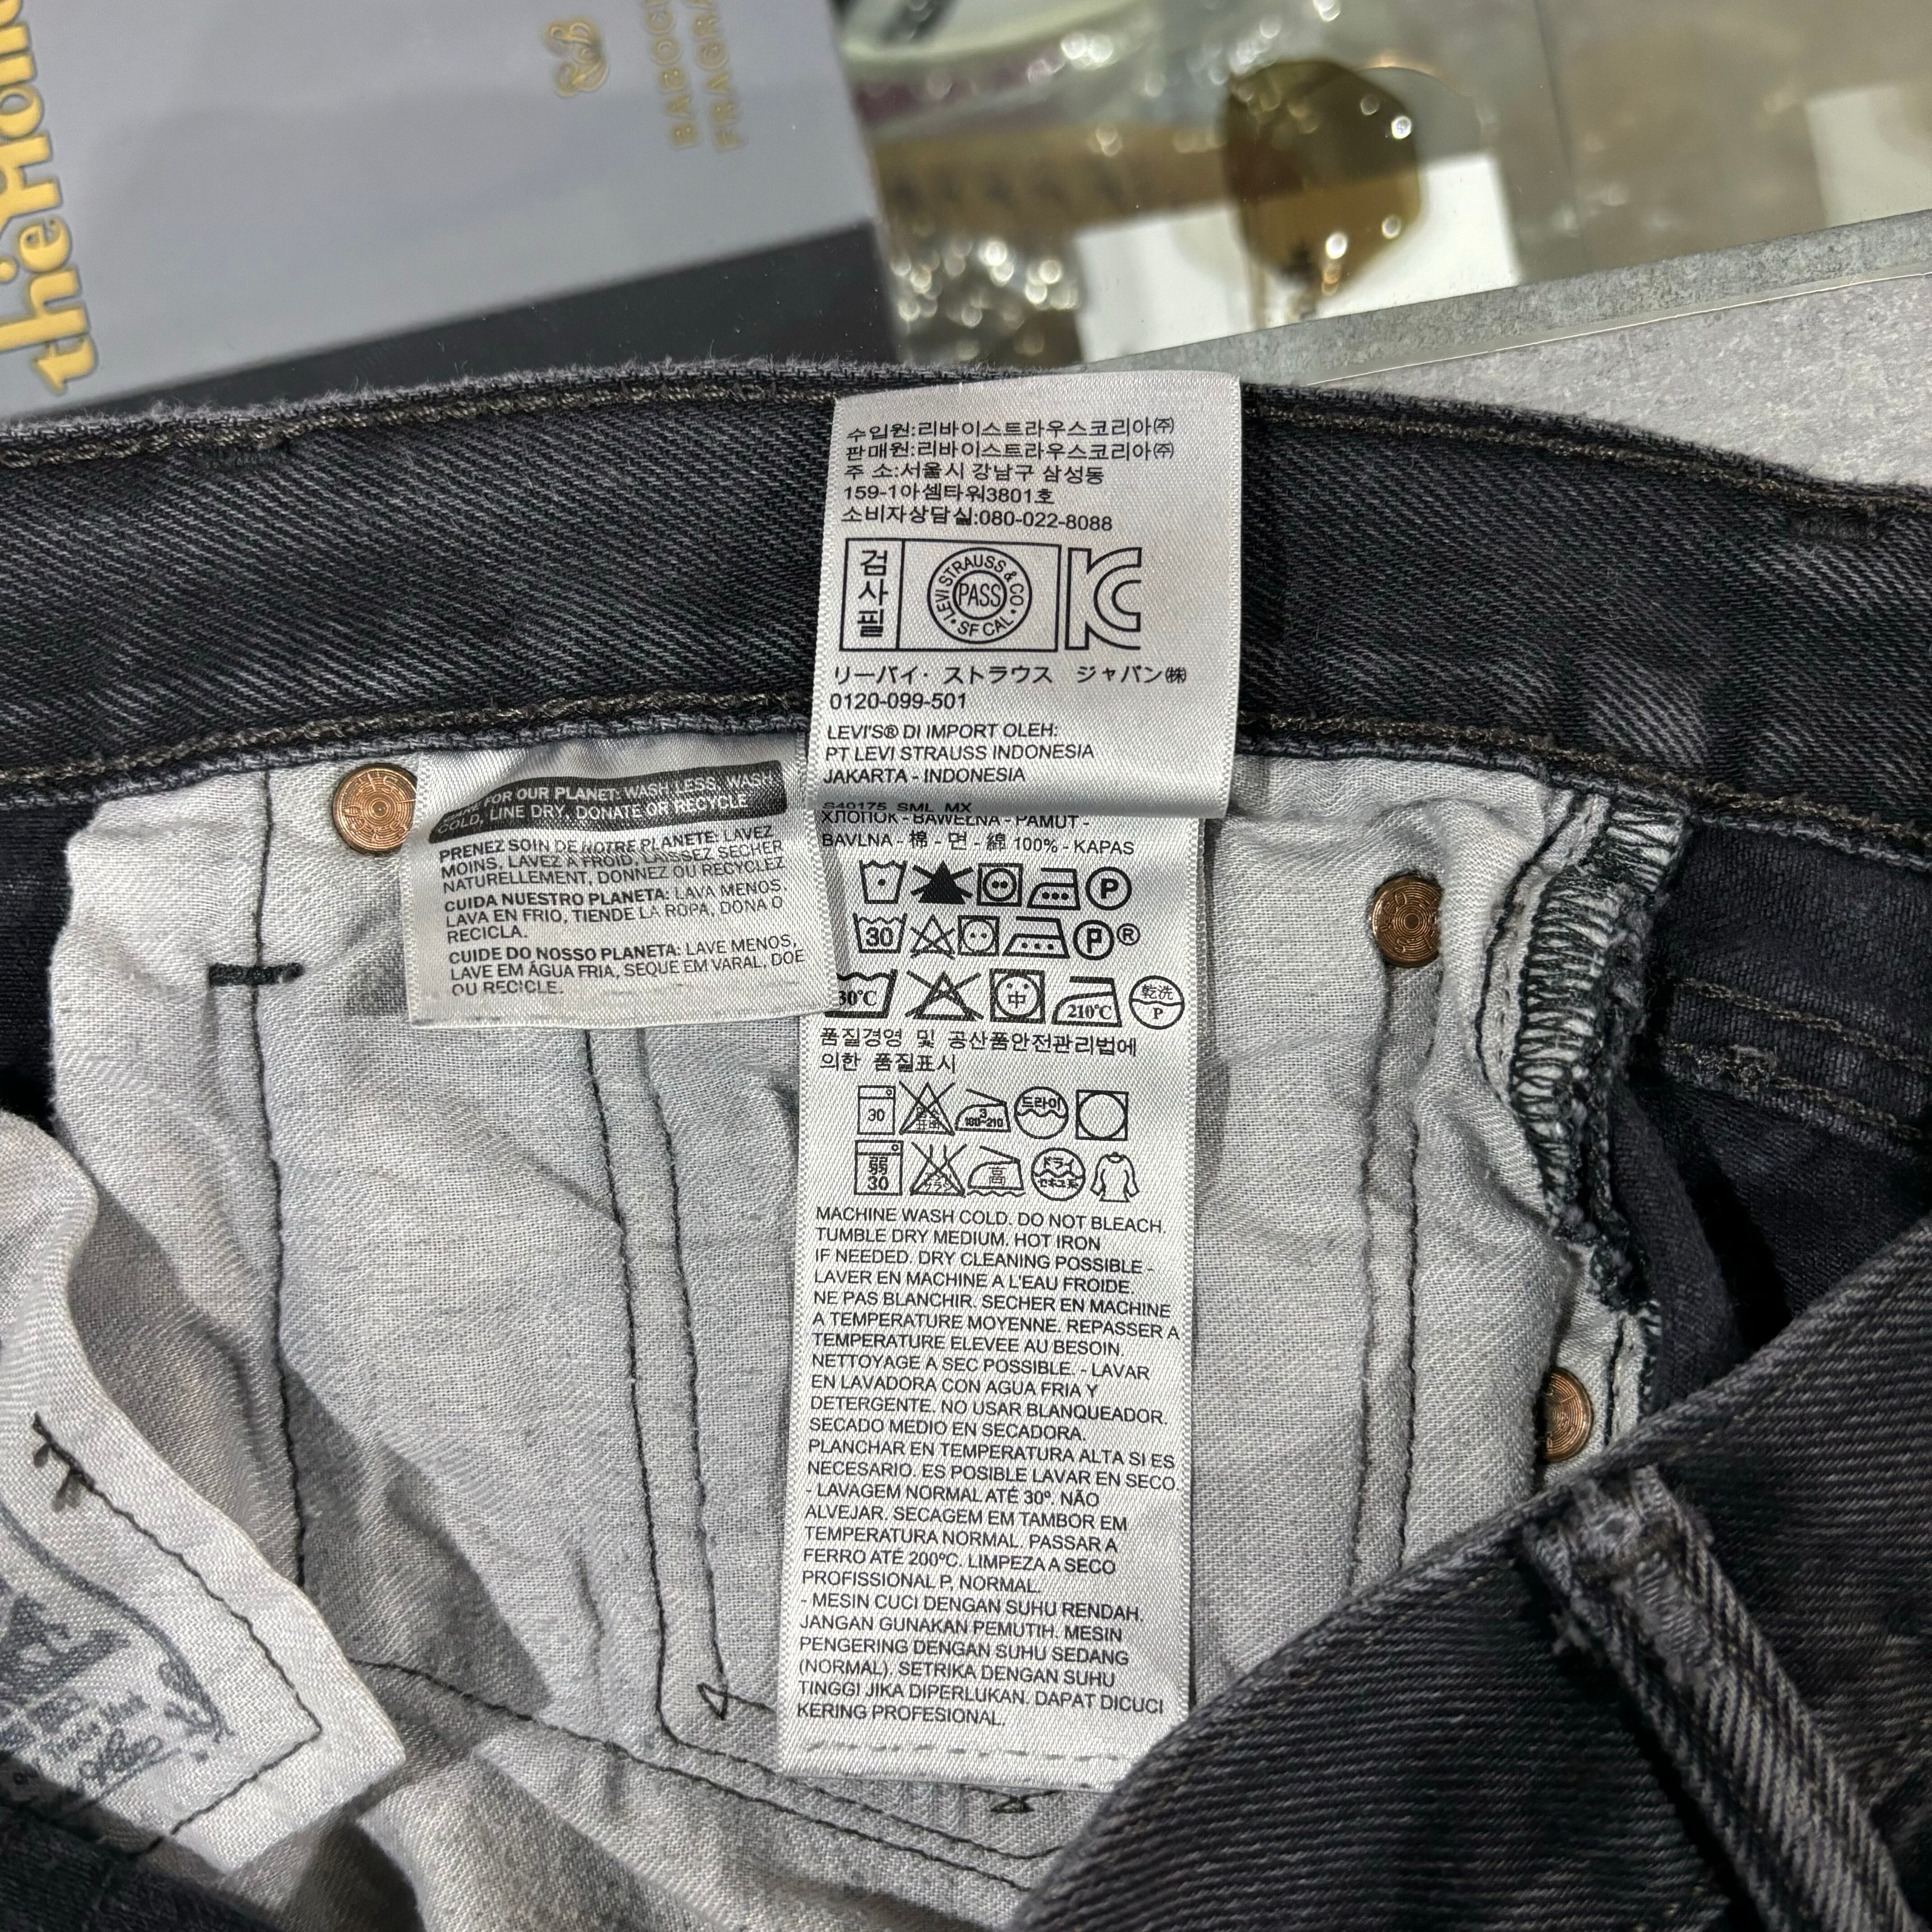 수입원:리바이스트라우스코리아㈜
판매원:리바이스트라우스코리아㈜
주 소:서울시 강남구 삼성동
159-1아셈타워3801호
소비자상담실:080-022-8088
검사필
LEVI STRAUSS & CO
PASS
SF CAL
KC
リーバイ・ストラウス ジャパン㈱
0120-099-501
LEVI'S® DI IMPORT OLEH:
PT LEVI STRAUSS INDONESIA
JAKARTA - INDONESIA
FOR OUR PLANET: WASH LESS, WASH
COLD, LINE DRY, DONATE OR RECYCLE
PRENEZ SOIN DE NOTRE PLANETE: LAVEZ
MOINS, LAVEZ A FROID, LAISSEZ SECHER
NATURELLEMENT, DONNEZ OU RECYCLEZ
CUIDA NUESTRO PLANETA: LAVA MENOS,
LAVA EN FRIO, TIENDE LA ROPA, DONA O
RECICLA.
CUIDE DO NOSSO PLANETA: LAVE MENOS,
LAVE EM ÁGUA FRIA, SEQUE EM VARAL, DOE
OU RECICLE.
S40175 SML MX
ХЛОПОК - BAWEŁNA - PAMUT -
BAVLNA - 棉 - 면 - 綿 100% - KAPAS
P
30 P®
30°C 中 210°C 乾洗 P
품질경영 및 공산품안전관리법에
의한 품질표시
30 3 180~210 드라이
弱 30 高 ドライ セキユ系
MACHINE WASH COLD. DO NOT BLEACH.
TUMBLE DRY MEDIUM. HOT IRON
IF NEEDED. DRY CLEANING POSSIBLE -
LAVER EN MACHINE A L'EAU FROIDE.
NE PAS BLANCHIR. SECHER EN MACHINE
A TEMPERATURE MOYENNE. REPASSER A
TEMPERATURE ELEVEE AU BESOIN.
NETTOYAGE A SEC POSSIBLE. - LAVAR
EN LAVADORA CON AGUA FRIA Y
DETERGENTE. NO USAR BLANQUEADOR.
SECADO MEDIO EN SECADORA.
PLANCHAR EN TEMPERATURA ALTA SI ES
NECESARIO. ES POSIBLE LAVAR EN SECO.
- LAVAGEM NORMAL ATÉ 30º. NÃO
ALVEJAR. SECAGEM EM TAMBOR EM
TEMPERATURA NORMAL. PASSAR A
FERRO ATÉ 200ºC. LIMPEZA A SECO
PROFISSIONAL P, NORMAL.
- MESIN CUCI DENGAN SUHU RENDAH.
JANGAN GUNAKAN PEMUTIH. MESIN
PENGERING DENGAN SUHU SEDANG
(NORMAL). SETRIKA DENGAN SUHU
TINGGI JIKA DIPERLUKAN. DAPAT DICUCI
KERING PROFESIONAL.